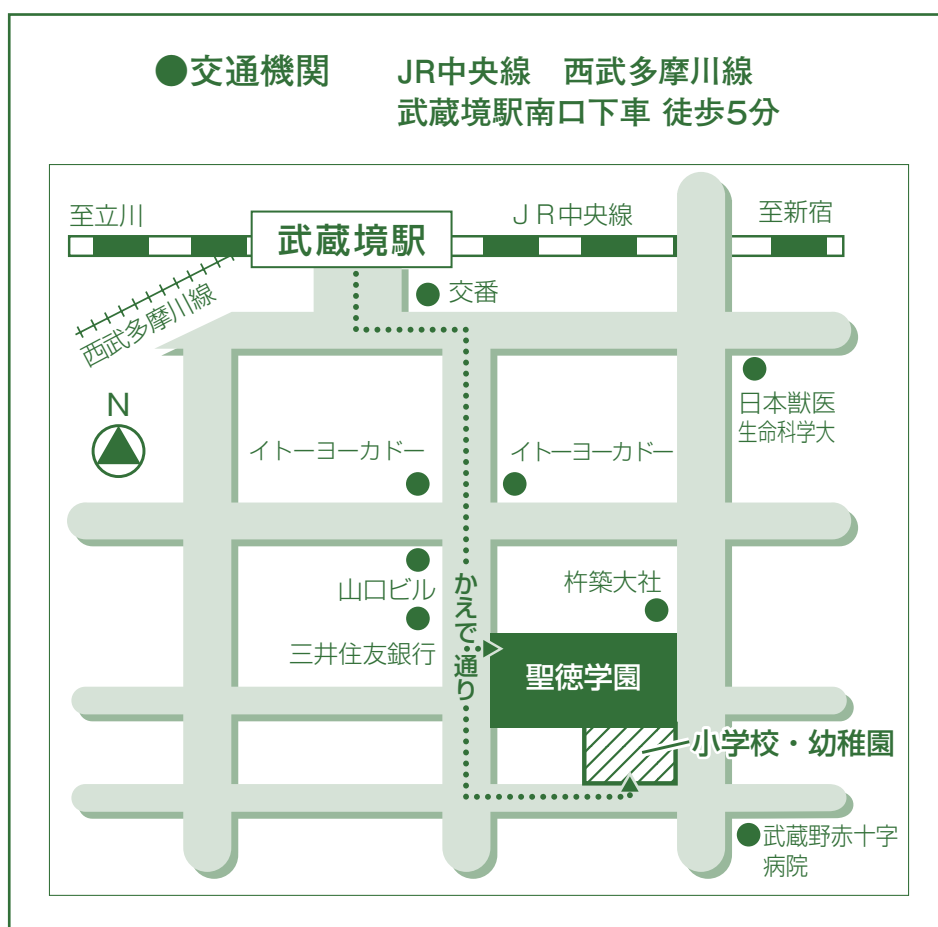 ●交通機関 JR中央線 西武多摩川線
武蔵境駅南口下車 徒歩5分
至立川
武蔵境駅
JR中央線
至新宿
西武多摩川線
交番
N
日本獣医
生命科学大
イトーヨーカドー
イトーヨーカドー
山口ビル
かえで通り
杵築大社
三井住友銀行
聖徳学園
小学校・幼稚園
武蔵野赤十字
病院